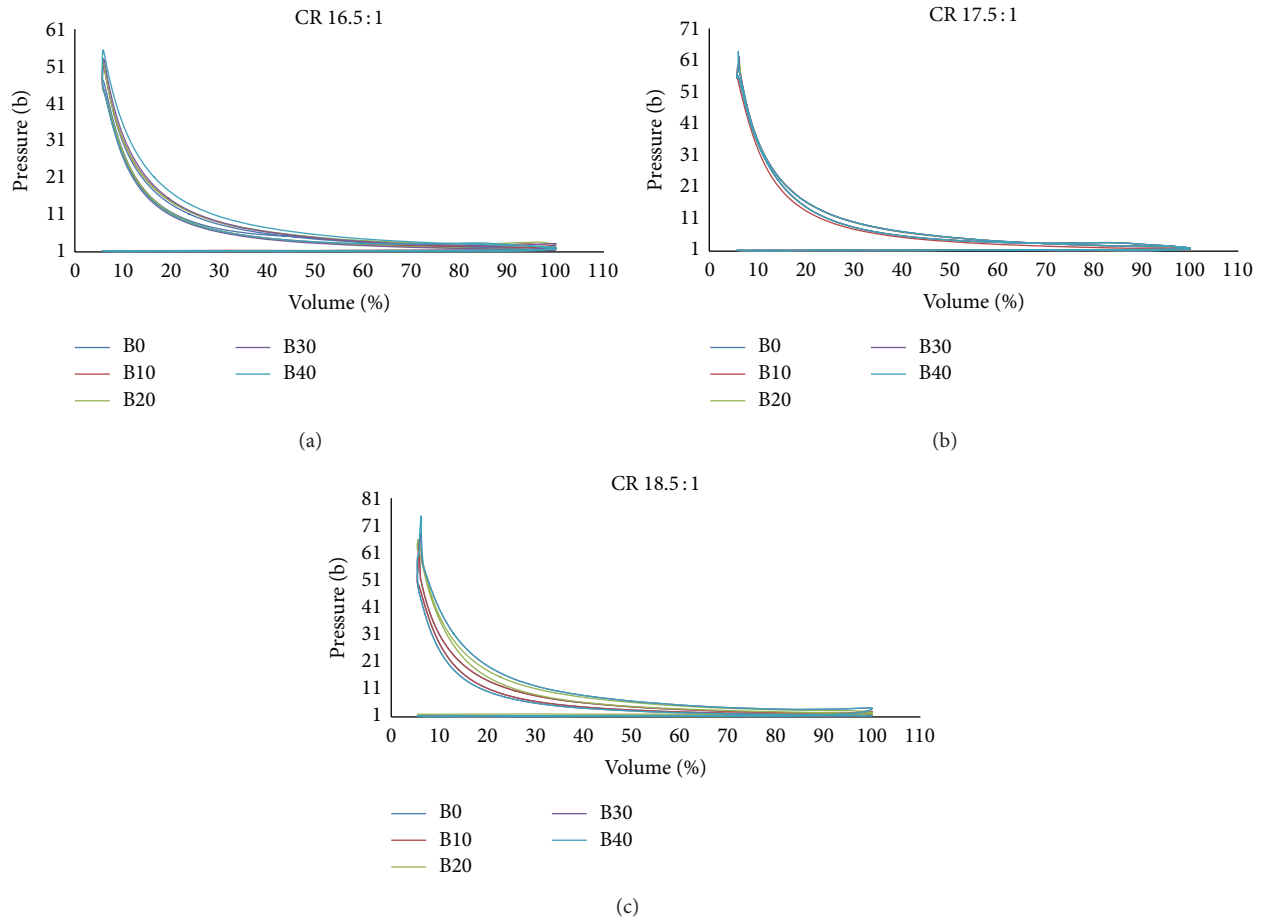 CR 16.5 : 1
Pressure (b)
61
51
41
31
21
11
1
0 10 20 30 40 50 60 70 80 90 100 110
Volume (%)
B0
B10
B20
B30
B40
(a)
CR 17.5 : 1
Pressure (b)
71
61
51
41
31
21
11
1
0 10 20 30 40 50 60 70 80 90 100 110
Volume (%)
B0
B10
B20
B30
B40
(b)
CR 18.5 : 1
Pressure (b)
81
71
61
51
41
31
21
11
1
0 10 20 30 40 50 60 70 80 90 100 110
Volume (%)
B0
B10
B20
B30
B40
(c)